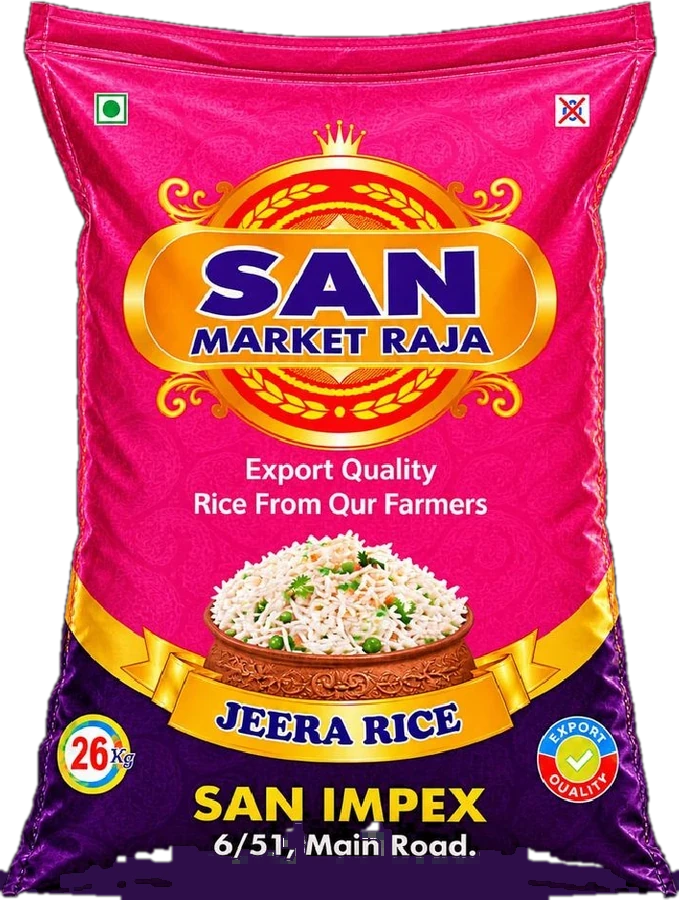 SAN
MARKET RAJA
Export Quality
Rice From Qur Farmers
JEERA RICE
26Kg
EXPORT
QUALITY
SAN IMPEX
6/51, Main Road.